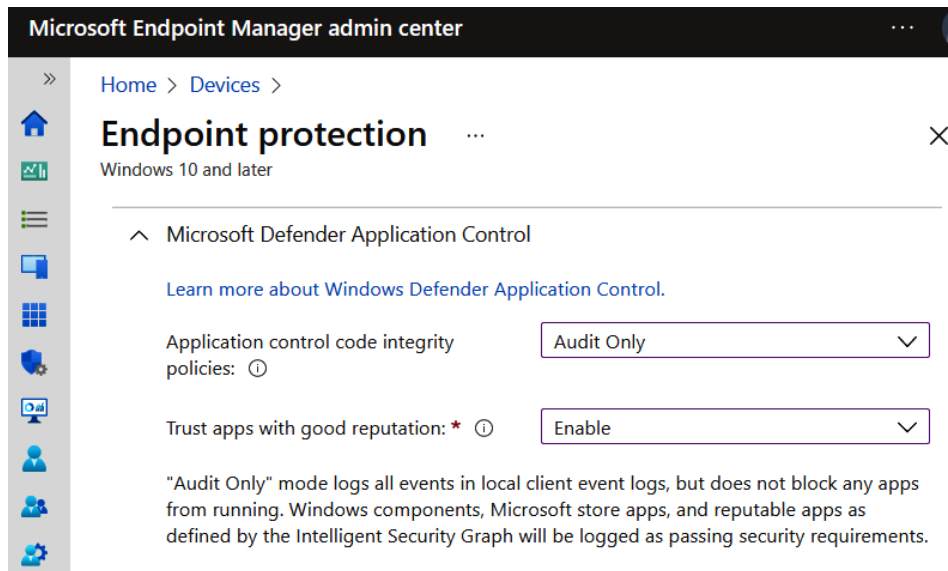 Microsoft Endpoint Manager admin center ...
Home > Devices >
Endpoint protection ...
Windows 10 and later
Microsoft Defender Application Control
Learn more about Windows Defender Application Control.
Application control code integrity
policies:
Audit Only
Trust apps with good reputation: *
Enable
"Audit Only" mode logs all events in local client event logs, but does not block any apps
from running. Windows components, Microsoft store apps, and reputable apps as
defined by the Intelligent Security Graph will be logged as passing security requirements.